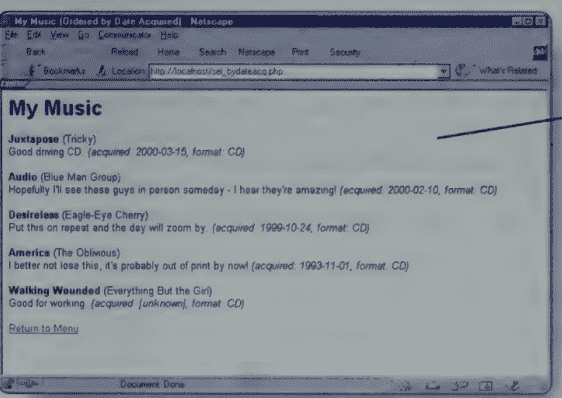 My Music (Ordered by Date Acquired) - Netscape
File Edit View Go Communicator Help
Back Reload Home Search Netscape Print Security
Bookmarks Location http://localhost/sel_bydateacq.php What's Related
My Music
Juxtapose (Tricky)
Good driving CD. (acquired: 2000-03-15, format: CD)
Audio (Blue Man Group)
Hopefully I'll see these guys in person someday - I hear they're amazing! (acquired: 2000-02-10, format: CD)
Desireless (Eagle-Eye Cherry)
Put this on repeat and the day will zoom by. (acquired: 1999-10-24, format: CD)
America (The Oblivious)
I better not lose this, it's probably out of print by now! (acquired: 1993-11-01, format: CD)
Walking Wounded (Everything But the Girl)
Good for working. (acquired: [unknown], format: CD)
Return to Menu
Document: Done